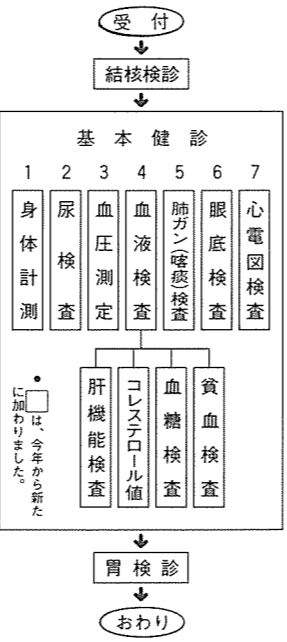 受付
結核検診
基本健診
1 2 3 4 5 6 7
身体計測
尿検査
血圧測定
血液検査
肺ガン(喀痰)検査
眼底検査
心電図検査
肝機能検査
コレステロール値
血糖検査
貧血検査
●□は、今年から新た
に加わりました。
胃検診
おわり